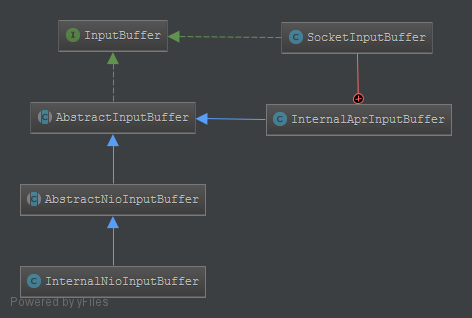 I InputBuffer
C SocketInputBuffer
C AbstractInputBuffer
C InternalAprInputBuffer
C AbstractNioInputBuffer
C InternalNioInputBuffer
Powered by yFiles